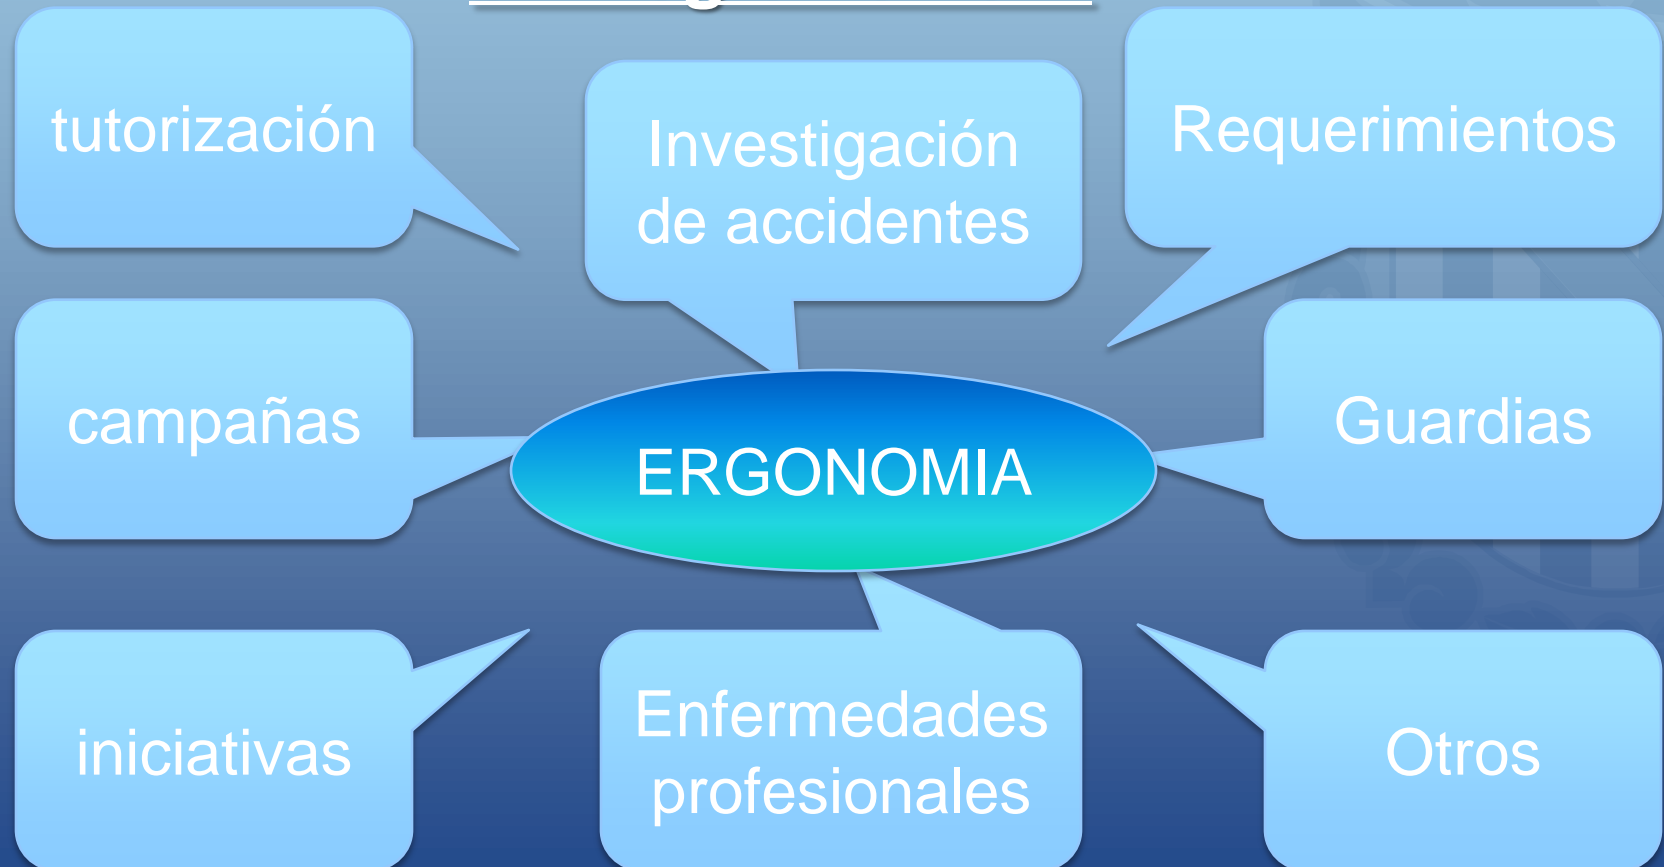 tutorización
Investigación
de accidentes
Requerimientos
campañas
ERGONOMIA
Guardias
iniciativas
Enfermedades
profesionales
Otros